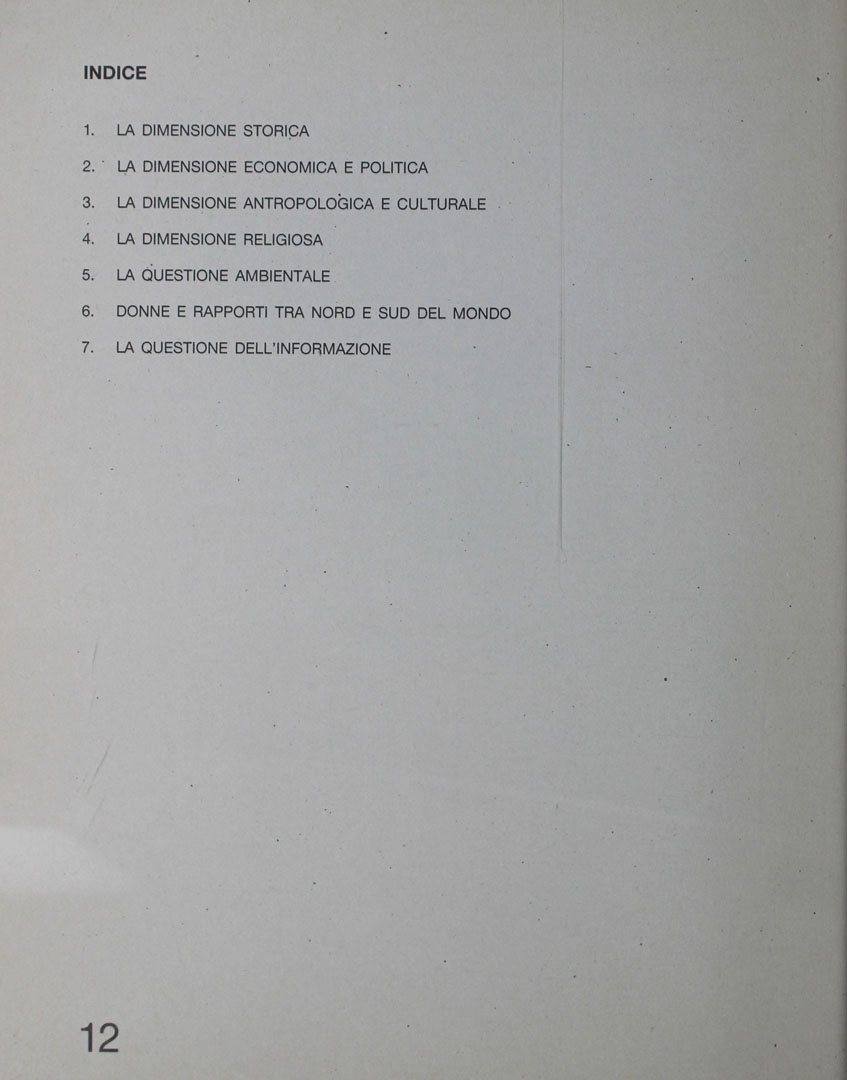 INDICE
1. LA DIMENSIONE STORICA
2. LA DIMENSIONE ECONOMICA E POLITICA
3. LA DIMENSIONE ANTROPOLOGICA E CULTURALE
4. LA DIMENSIONE RELIGIOSA
5. LA QUESTIONE AMBIENTALE
6. DONNE E RAPPORTI TRA NORD E SUD DEL MONDO
7. LA QUESTIONE DELL'INFORMAZIONE
12